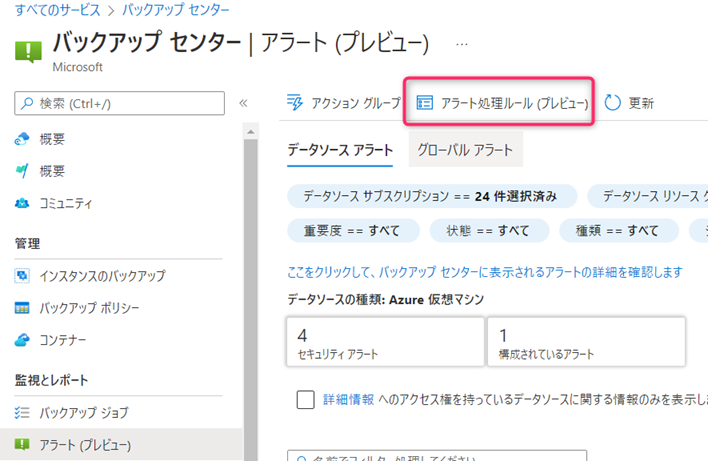 すべてのサービス > バックアップ センター
バックアップ センター | アラート (プレビュー) ...
Microsoft
検索 (Ctrl+/)
«
アクション グループ アラート処理ルール (プレビュー) 更新
概要
概要
コミュニティ
管理
インスタンスのバックアップ
バックアップ ポリシー
コンテナー
監視とレポート
バックアップ ジョブ
アラート (プレビュー)
データソース アラート グローバル アラート
データソース サブスクリプション == 24 件選択済み データソース リソース
重要度 == すべて 状態 == すべて 種類 == すべて
ここをクリックして、バックアップ センターに表示されるアラートの詳細を確認します
データソースの種類: Azure 仮想マシン
4 1
セキュリティ アラート 構成されているアラート
詳細情報 へのアクセス権を持っているデータソースに関する情報のみを表示し
名前でフィルター処理してください